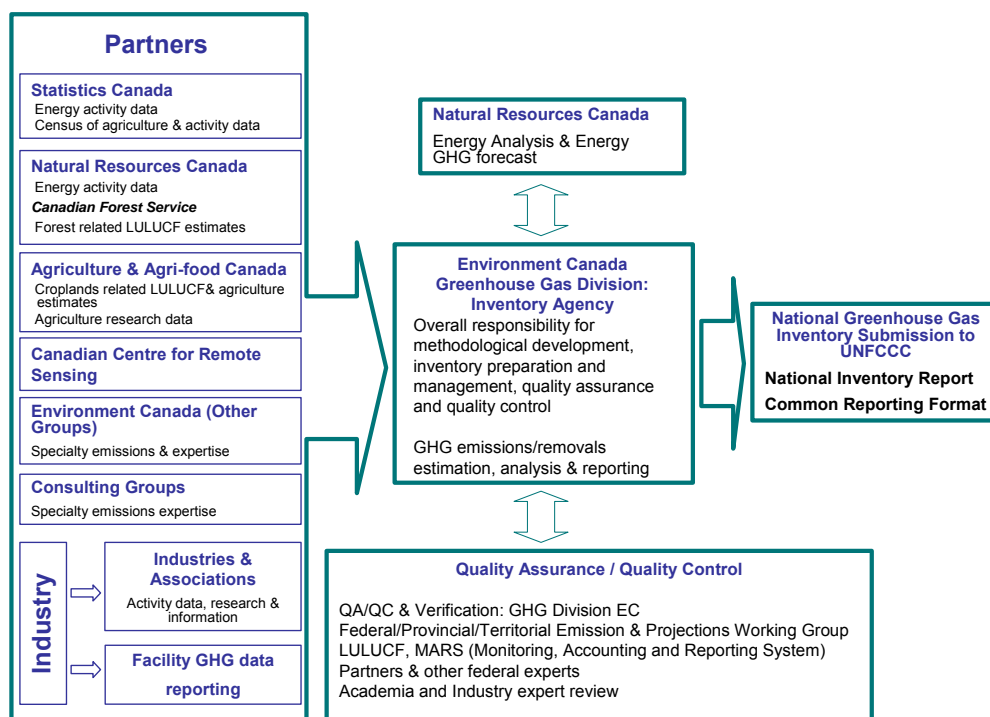 Partners
Statistics Canada
Energy activity data
Census of agriculture & activity data
Natural Resources Canada
Energy activity data
Canadian Forest Service
Forest related LULUCF estimates
Agriculture & Agri-food Canada
Croplands related LULUCF& agriculture
estimates
Agriculture research data
Canadian Centre for Remote
Sensing
Environment Canada (Other
Groups)
Specialty emissions & expertise
Consulting Groups
Specialty emissions expertise
Industry
Industries &
Associations
Activity data, research &
information
Facility GHG data
reporting
Natural Resources Canada
Energy Analysis & Energy
GHG forecast
Environment Canada
Greenhouse Gas Division:
Inventory Agency
Overall responsibility for
methodological development,
inventory preparation and
management, quality assurance
and quality control
GHG emissions/removals
estimation, analysis & reporting
Quality Assurance / Quality Control
QA/QC & Verification: GHG Division EC
Federal/Provincial/Territorial Emission & Projections Working Group
LULUCF, MARS (Monitoring, Accounting and Reporting System)
Partners & other federal experts
Academia and Industry expert review
National Greenhouse Gas
Inventory Submission to
UNFCCC
National Inventory Report
Common Reporting Format